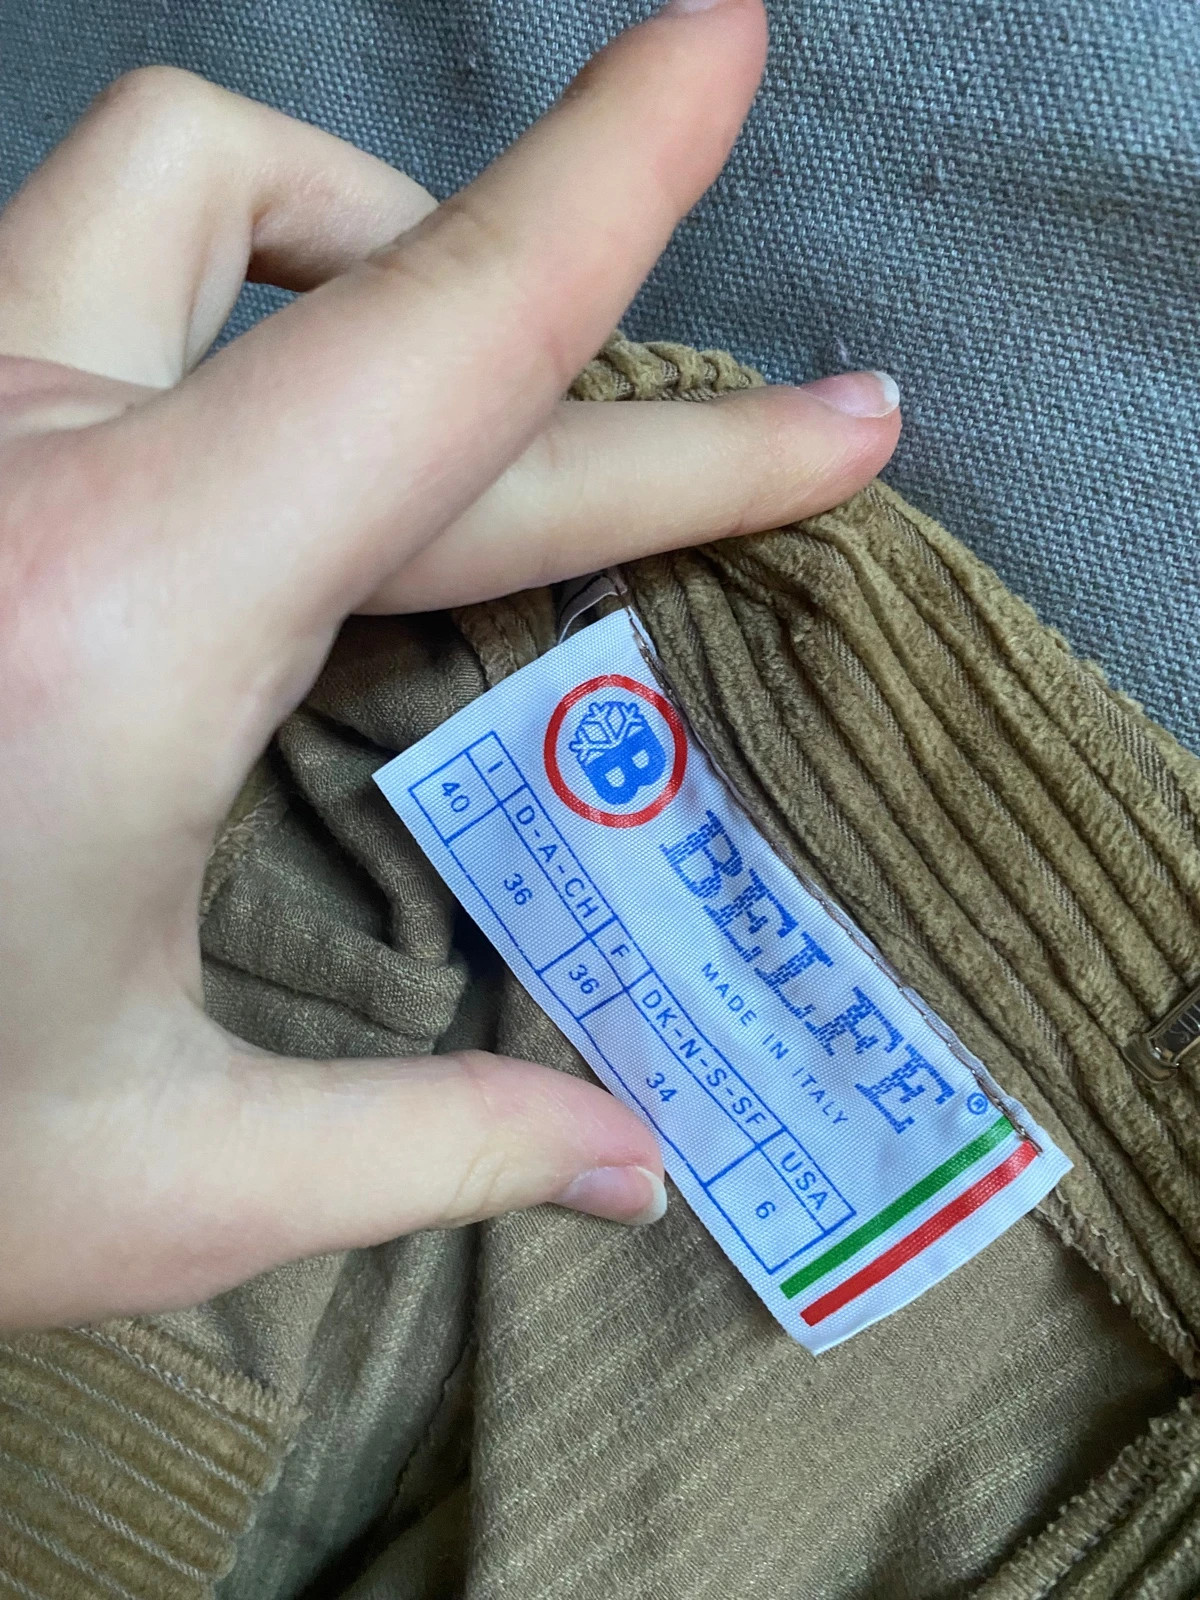 B
BELFE®
MADE IN ITALY
I D-A-CH F DK-N-S-SF USA
40 36 36 34 6